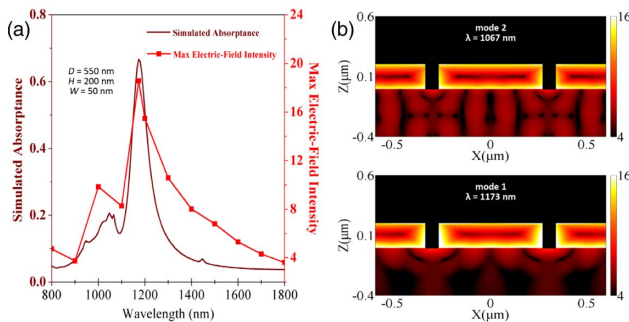 (a)
Simulated Absorptance
Max Electric-Field Intensity
D = 550 nm
H = 200 nm
W = 50 nm
Simulated Absorptance
0.8
0.6
0.4
0.2
0.0
800 1000 1200 1400 1600 1800
Wavelength (nm)
24
20
16
12
8
4
Max Electric-Field Intensity
(b)
mode 2
λ = 1067 nm
Z(μm)
0.6
0.1
-0.4
-0.5 0 0.5
X(μm)
16
4
mode 1
λ = 1173 nm
Z(μm)
0.6
0.1
-0.4
-0.5 0 0.5
X(μm)
16
4